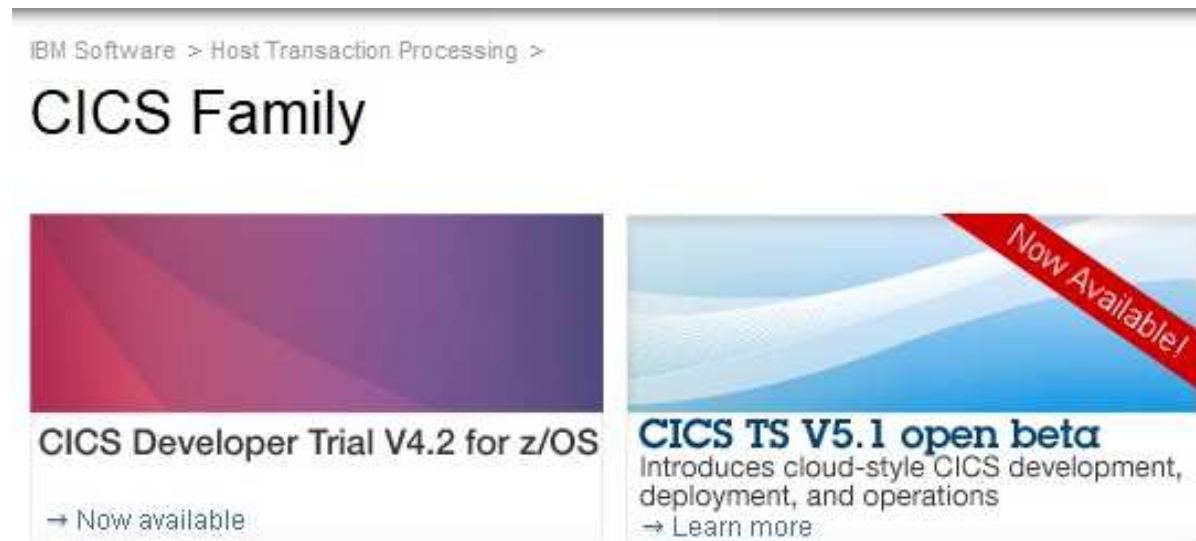 IBM Software > Host Transaction Processing >
CICS Family
Now Available!
CICS Developer Trial V4.2 for z/OS
→ Now available
CICS TS V5.1 open beta
Introduces cloud-style CICS development,
deployment, and operations
→ Learn more